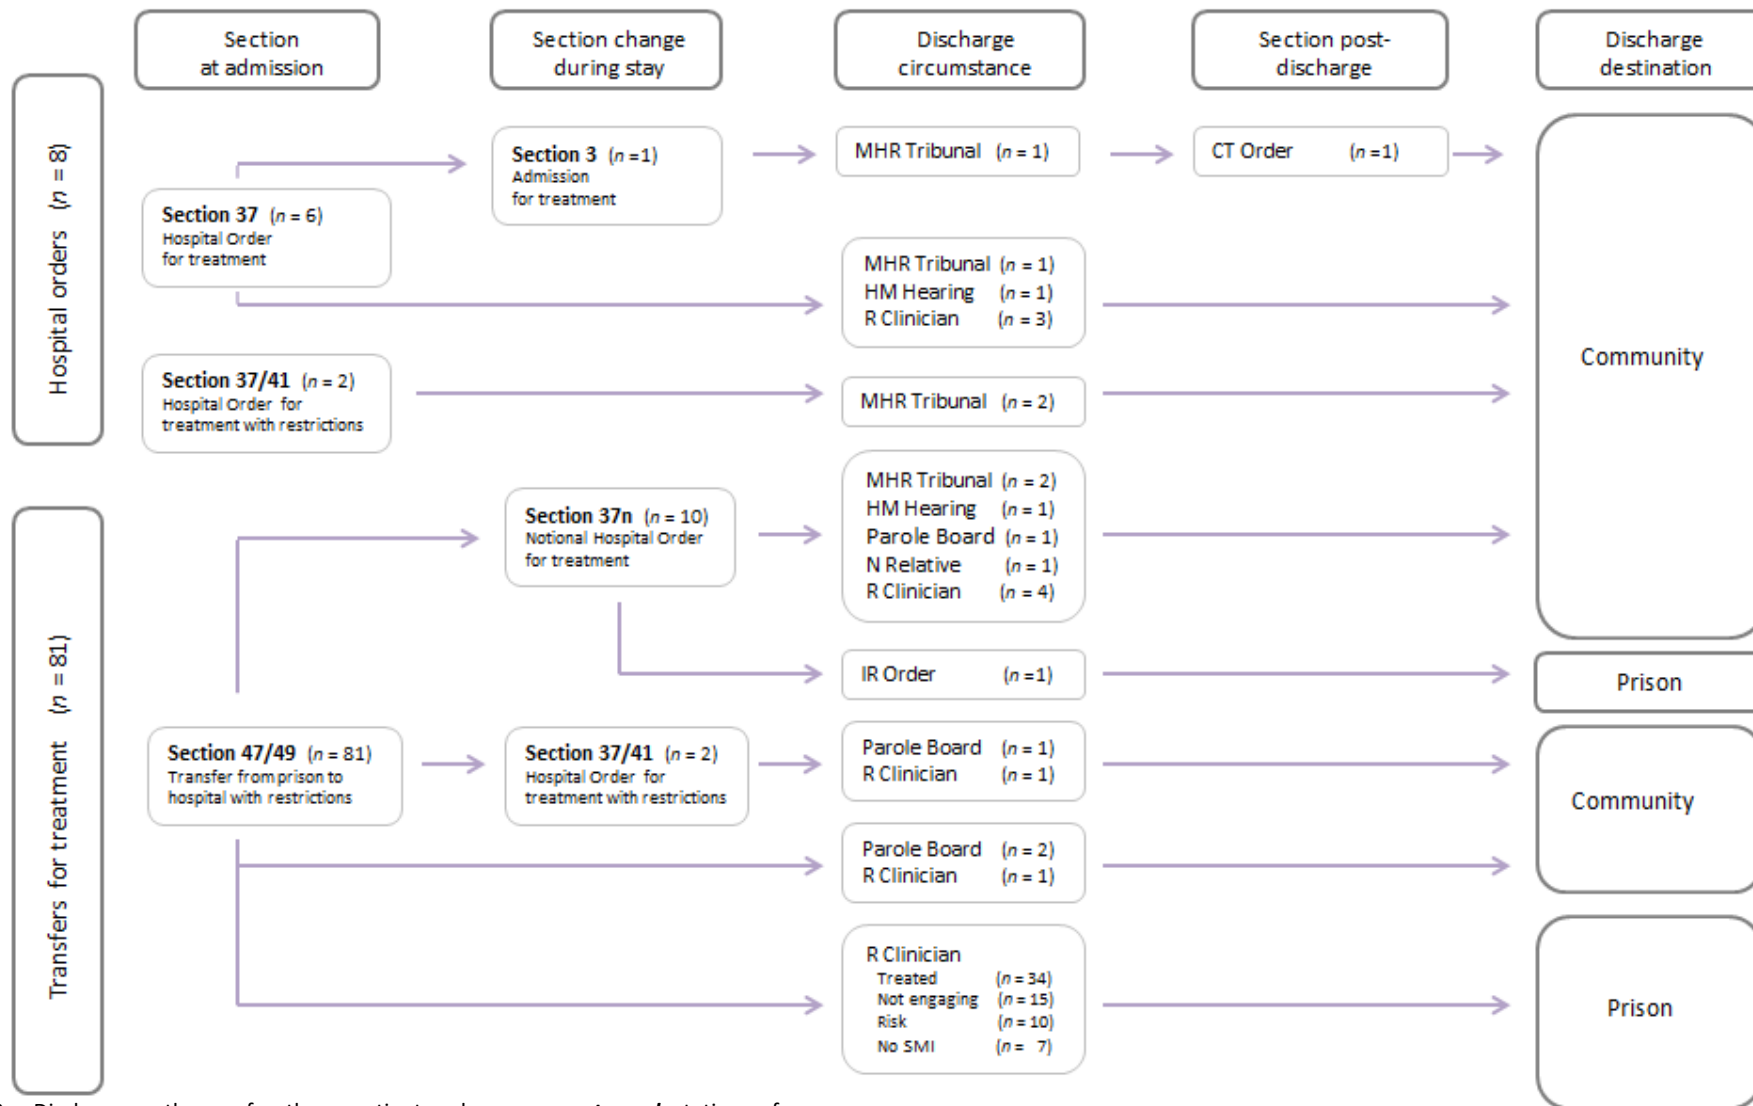 Section
at admission
Section change
during stay
Discharge
circumstance
Section post-
discharge
Discharge
destination
Hospital orders (n = 8)
Section 37 (n = 6)
Hospital Order
for treatment
Section 3 (n =1)
Admission
for treatment
MHR Tribunal (n = 1)
CT Order (n =1)
MHR Tribunal (n = 1)
HM Hearing (n = 1)
R Clinician (n = 3)
Community
Section 37/41 (n = 2)
Hospital Order for
treatment with restrictions
MHR Tribunal (n = 2)
Transfers for treatment (n = 81)
Section 37n (n = 10)
Notional Hospital Order
for treatment
MHR Tribunal (n = 2)
HM Hearing (n = 1)
Parole Board (n = 1)
N Relative (n = 1)
R Clinician (n = 4)
IR Order (n =1)
Prison
Section 47/49 (n = 81)
Transfer from prison to
hospital with restrictions
Section 37/41 (n = 2)
Hospital Order for
treatment with restrictions
Parole Board (n = 1)
R Clinician (n = 1)
Community
Parole Board (n = 2)
R Clinician (n = 1)
R Clinician
Treated (n = 34)
Not engaging (n = 15)
Risk (n = 10)
No SMI (n = 7)
Prison